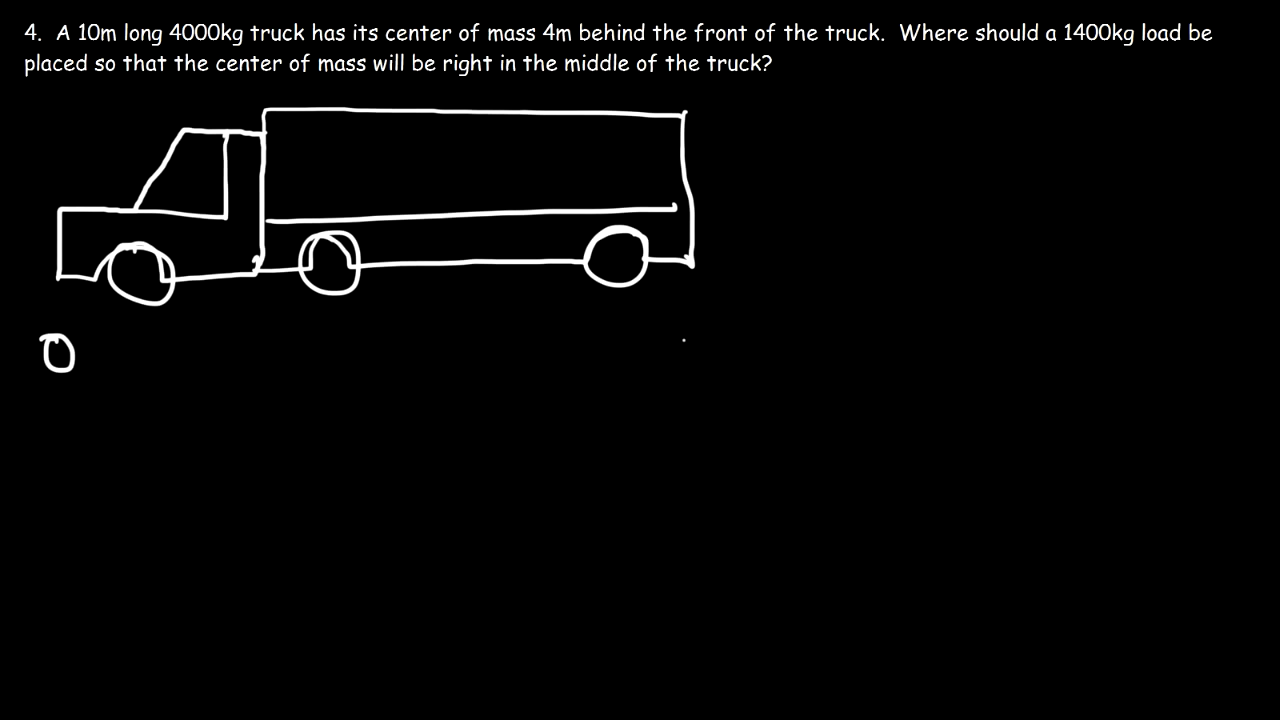 4. A 10m long 4000kg truck has its center of mass 4m behind the front of the truck. Where should a 1400kg load be
placed so that the center of mass will be right in the middle of the truck?
0